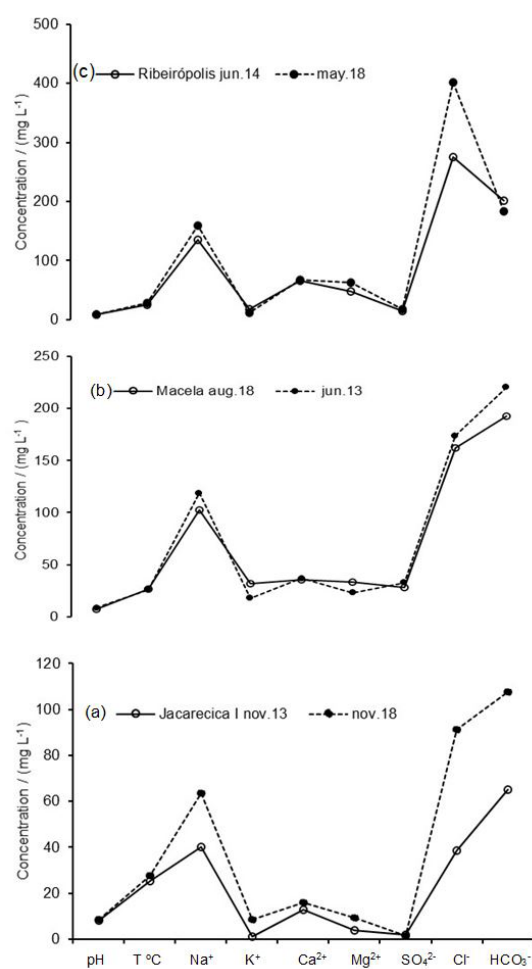 500
400
300
200
100
0
Concentration / (mg L-1)
(c)
Ribeirópolis jun.14
may.18
250
200
150
100
50
0
Concentration / (mg L-1)
(b)
Macela aug.18
jun.13
120
100
80
60
40
20
0
Concentration / (mg L-1)
(a)
Jacarecica I nov.13
nov.18
pH T ºC Na⁺ K⁺ Ca²⁺ Mg²⁺ SO₄²⁻ Cl⁻ HCO₃⁻